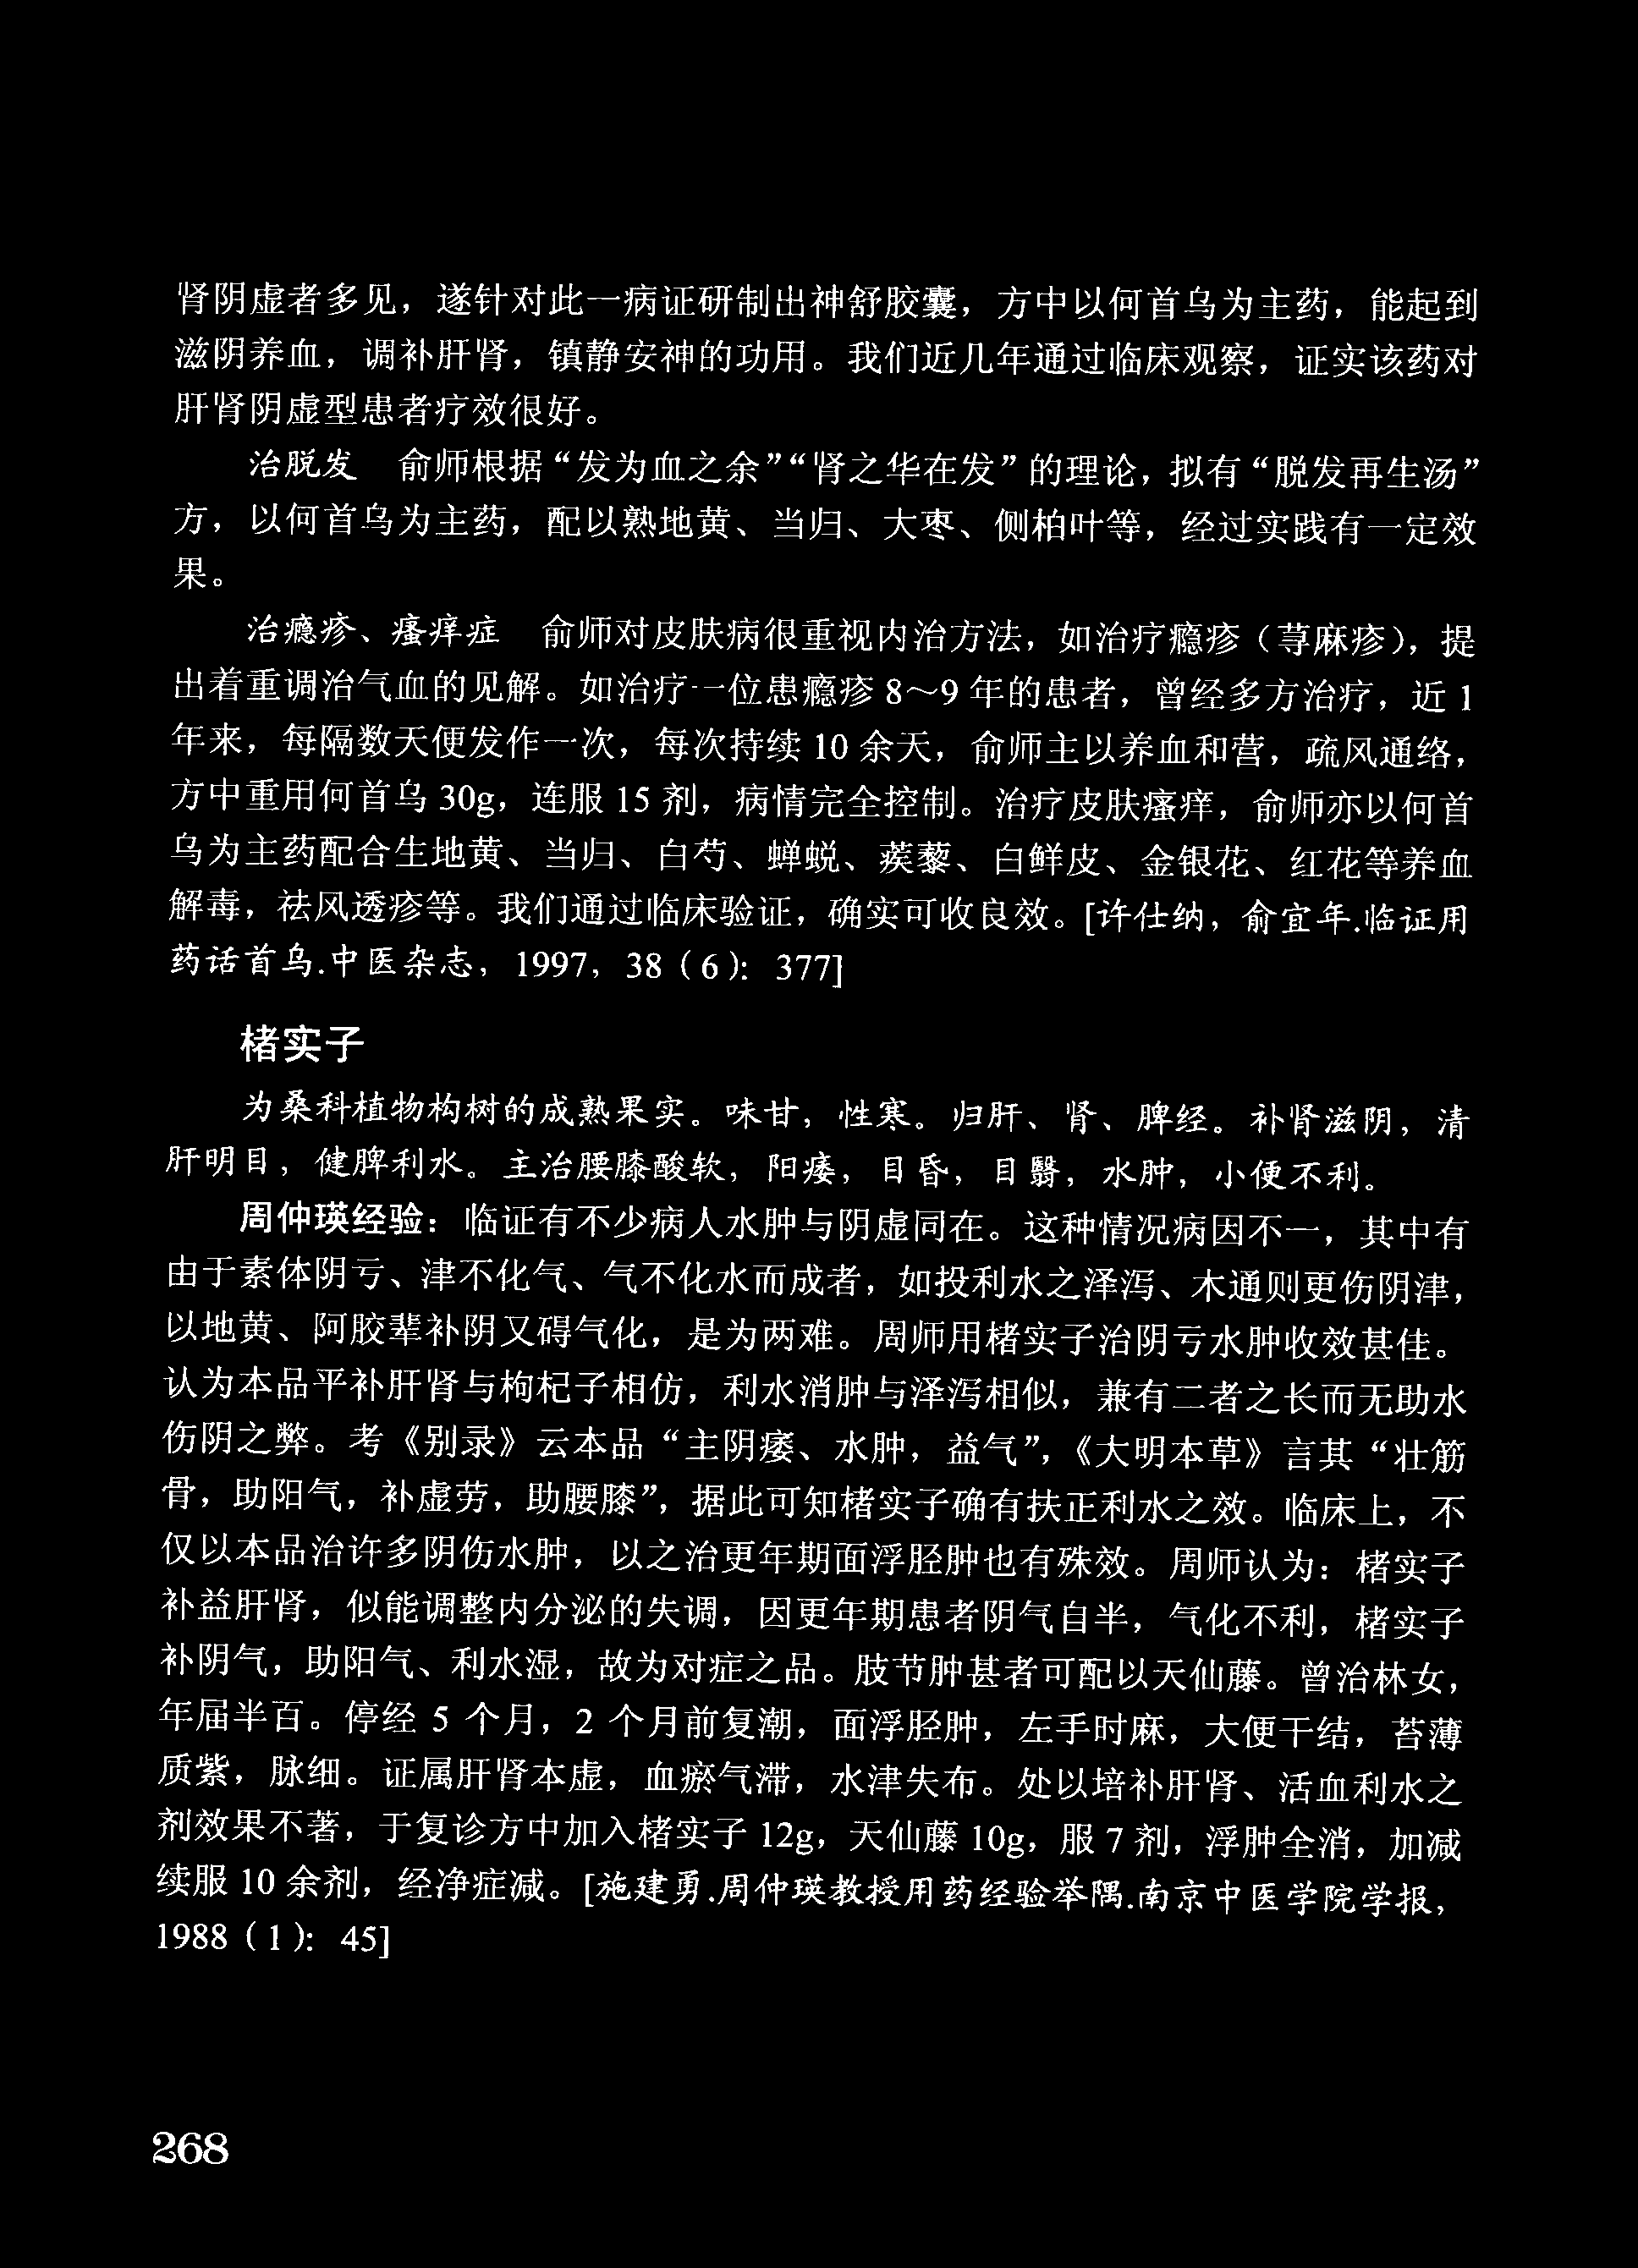 肾阴虚者多见，遂针对此一病证研制出神舒胶囊，方中以何首乌为主药，能起到
滋阴养血，调补肝肾，镇静安神的功用。我们近几年通过临床观察，证实该药对
肝肾阴虚型患者疗效很好。
治脱发　俞师根据“发为血之余”“肾之华在发”的理论，拟有“脱发再生汤”
方，以何首乌为主药，配以熟地黄、当归、大枣、侧柏叶等，经过实践有一定效
果。
治瘾疹、瘙痒症　俞师对皮肤病很重视内治方法，如治疗瘾疹（荨麻疹），提
出着重调治气血的见解。如治疗一位患瘾疹 8～9 年的患者，曾经多方治疗，近 1
年来，每隔数天便发作一次，每次持续 10 余天，俞师主以养血和营，疏风通络，
方中重用何首乌 30g，连服 15 剂，病情完全控制。治疗皮肤瘙痒，俞师亦以何首
乌为主药配合生地黄、当归、白芍、蝉蜕、蒺藜、白鲜皮、金银花、红花等养血
解毒，祛风透疹等。我们通过临床验证，确实可收良效。[许仕纳，俞宜年.临证用
药话首乌.中医杂志，1997，38（6）：377]
楮实子
为桑科植物构树的成熟果实。味甘，性寒。归肝、肾、脾经。补肾滋阴，清
肝明目，健脾利水。主治腰膝酸软，阳痿，目昏，目翳，水肿，小便不利。
周仲瑛经验：临证有不少病人水肿与阴虚同在。这种情况病因不一，其中有
由于素体阴亏、津不化气、气不化水而成者，如投利水之泽泻、木通则更伤阴津，
以地黄、阿胶辈补阴又碍气化，是为两难。周师用楮实子治阴亏水肿收效甚佳。
认为本品平补肝肾与枸杞子相仿，利水消肿与泽泻相似，兼有二者之长而无助水
伤阴之弊。考《别录》云本品“主阴痿、水肿，益气”，《大明本草》言其“壮筋
骨，助阳气，补虚劳，助腰膝”，据此可知楮实子确有扶正利水之效。临床上，不
仅以本品治许多阴伤水肿，以之治更年期面浮胫肿也有殊效。周师认为：楮实子
补益肝肾，似能调整内分泌的失调，因更年期患者阴气自半，气化不利，楮实子
补阴气，助阳气、利水湿，故为对症之品。肢节肿甚者可配以天仙藤。曾治林女，
年届半百。停经 5 个月，2 个月前复潮，面浮胫肿，左手时麻，大便干结，苔薄
质紫，脉细。证属肝肾本虚，血瘀气滞，水津失布。处以培补肝肾、活血利水之
剂效果不著，于复诊方中加入楮实子 12g，天仙藤 10g，服 7 剂，浮肿全消，加减
续服 10 余剂，经净症减。[施建勇.周仲瑛教授用药经验举隅.南京中医学院学报，
1988（1）：45]
268